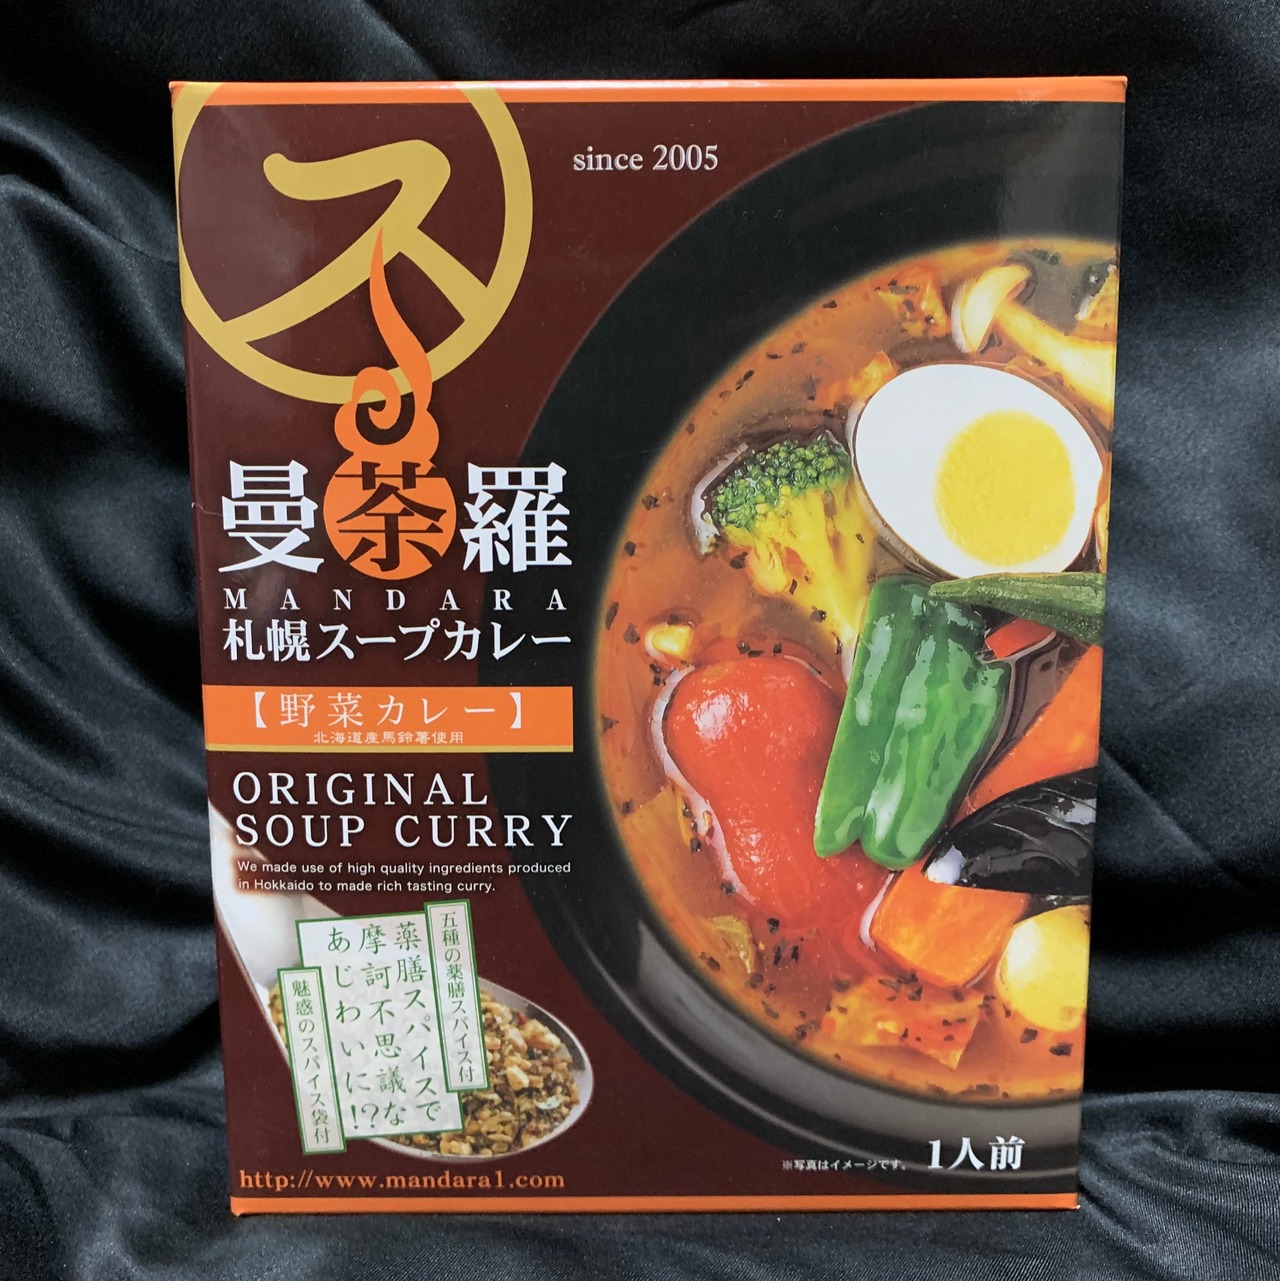 ス
since 2005
曼荼羅
MANDARA
札幌スープカレー
【野菜カレー】
北海道産馬鈴薯使用
ORIGINAL
SOUP CURRY
We made use of high quality ingredients produced
in Hokkaido to made rich tasting curry.
五種の薬膳スパイス付
薬膳スパイスで
摩訶不思議な
あじわいに!?
魅惑のスパイス袋付
http://www.mandara1.com
※写真はイメージです。
1人前